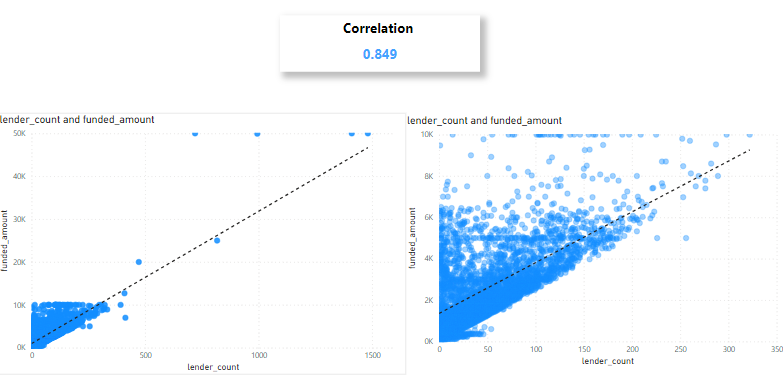 Correlation
0.849
lender_count and funded_amount
50K
40K
30K
20K
10K
0K
funded_amount
0
500
1000
1500
lender_count
lender_count and funded_amount
10K
8K
6K
4K
2K
0K
funded_amount
0
50
100
150
200
250
300
350
lender_count